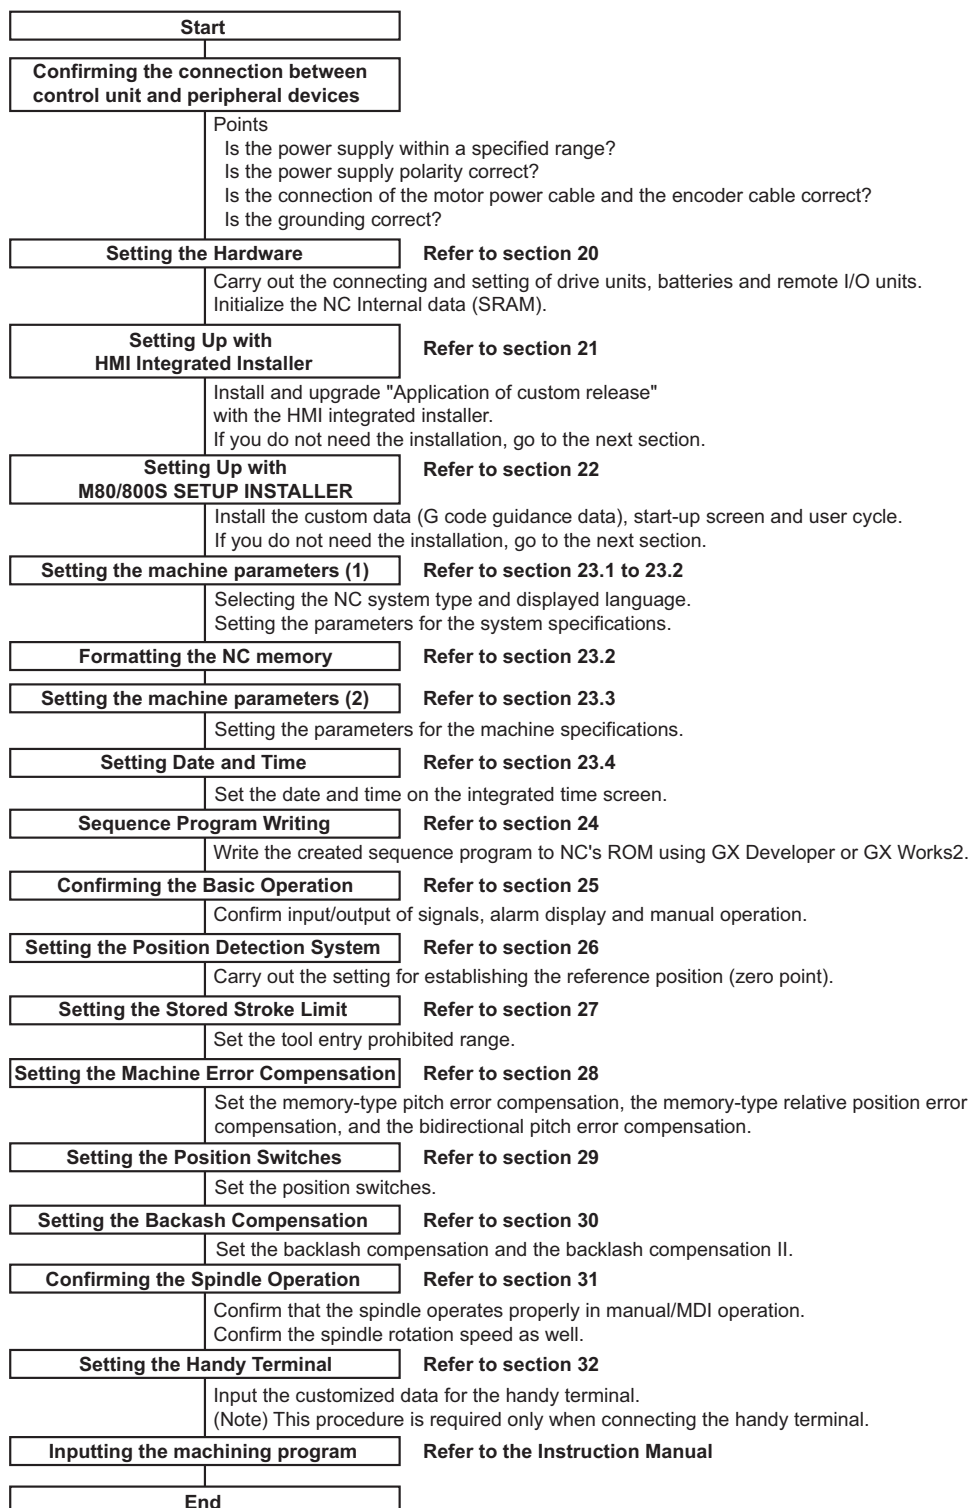 Start
Confirming the connection between
control unit and peripheral devices
Points
Is the power supply within a specified range?
Is the power supply polarity correct?
Is the connection of the motor power cable and the encoder cable correct?
Is the grounding correct?
Setting the Hardware Refer to section 20
Carry out the connecting and setting of drive units, batteries and remote I/O units.
Initialize the NC Internal data (SRAM).
Setting Up with
HMI Integrated Installer Refer to section 21
Install and upgrade "Application of custom release"
with the HMI integrated installer.
If you do not need the installation, go to the next section.
Setting Up with Refer to section 22
M80/800S SETUP INSTALLER
Install the custom data (G code guidance data), start-up screen and user cycle.
If you do not need the installation, go to the next section.
Setting the machine parameters (1) Refer to section 23.1 to 23.2
Selecting the NC system type and displayed language.
Setting the parameters for the system specifications.
Formatting the NC memory Refer to section 23.2
Setting the machine parameters (2) Refer to section 23.3
Setting the parameters for the machine specifications.
Setting Date and Time Refer to section 23.4
Set the date and time on the integrated time screen.
Sequence Program Writing Refer to section 24
Write the created sequence program to NC's ROM using GX Developer or GX Works2.
Confirming the Basic Operation Refer to section 25
Confirm input/output of signals, alarm display and manual operation.
Setting the Position Detection System Refer to section 26
Carry out the setting for establishing the reference position (zero point).
Setting the Stored Stroke Limit Refer to section 27
Set the tool entry prohibited range.
Setting the Machine Error Compensation Refer to section 28
Set the memory-type pitch error compensation, the memory-type relative position error
compensation, and the bidirectional pitch error compensation.
Setting the Position Switches Refer to section 29
Set the position switches.
Setting the Backash Compensation Refer to section 30
Set the backlash compensation and the backlash compensation II.
Confirming the Spindle Operation Refer to section 31
Confirm that the spindle operates properly in manual/MDI operation.
Confirm the spindle rotation speed as well.
Setting the Handy Terminal Refer to section 32
Input the customized data for the handy terminal.
(Note) This procedure is required only when connecting the handy terminal.
Inputting the machining program Refer to the Instruction Manual
End